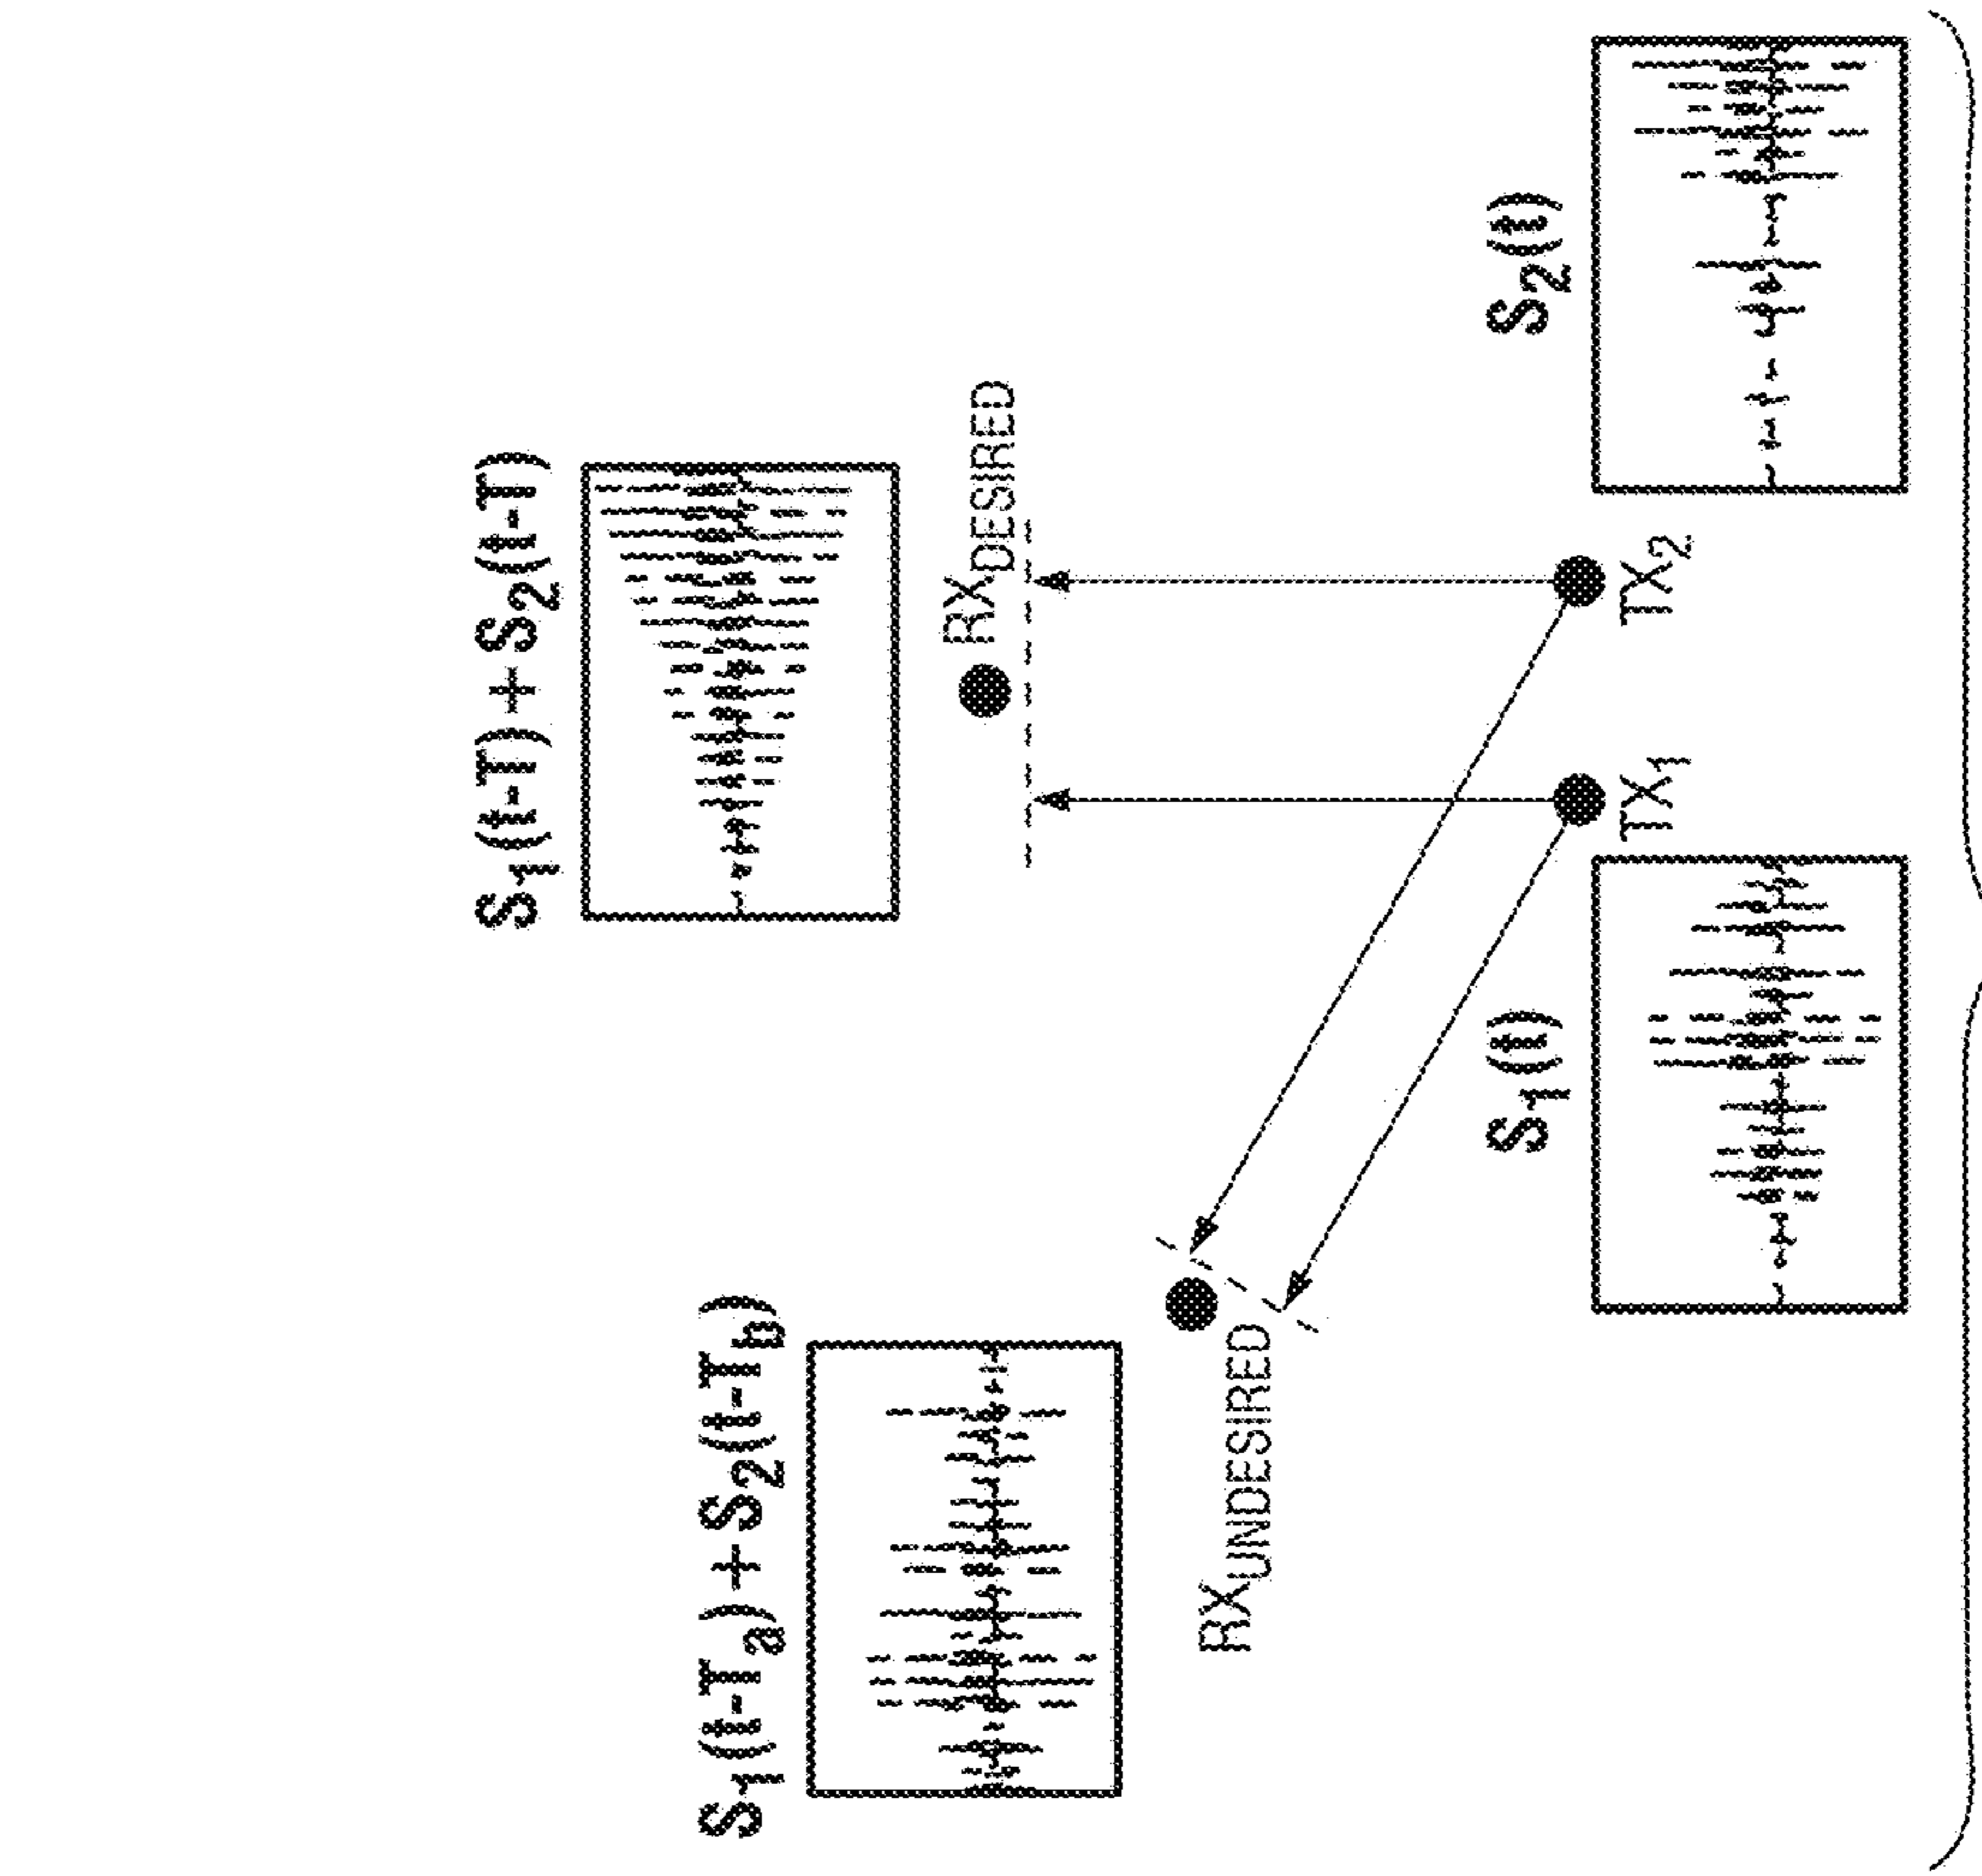 S1(t-Ta) + S2(t-Tb)
S1(t-T) + S2(t-T)
RXUNDESIRED
RXDESIRED
S1(t)
S2(t)
TX1
TX2